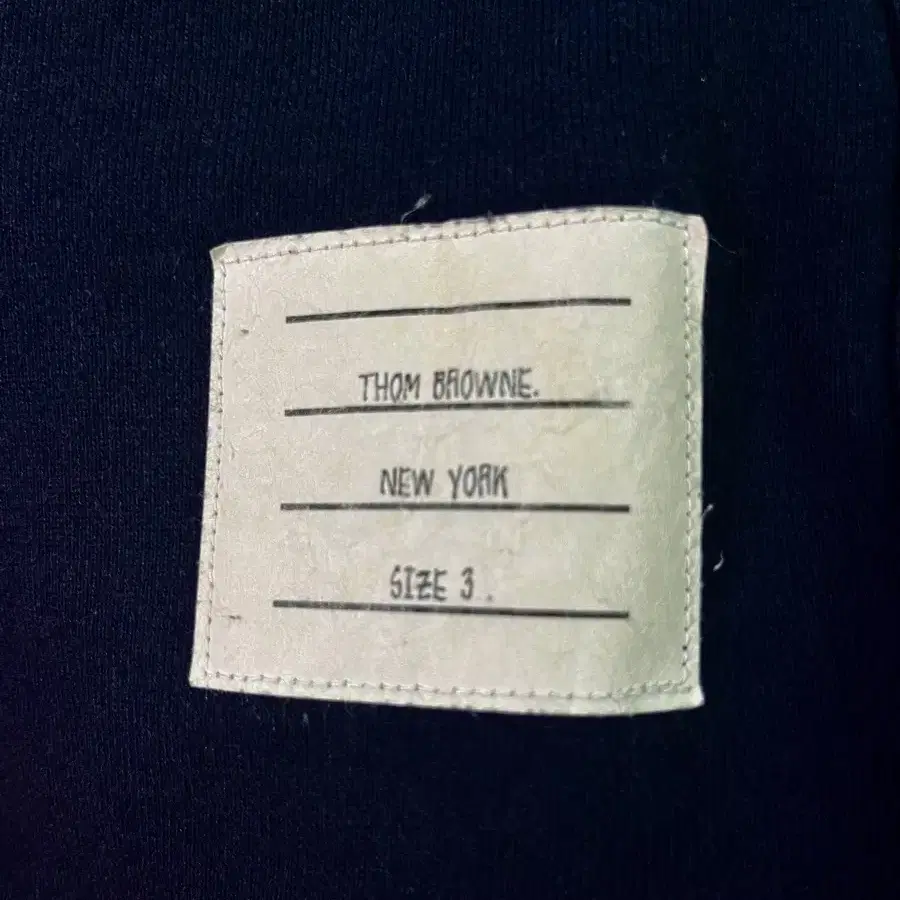 THOM BROWNE.
NEW YORK
SIZE 3 .